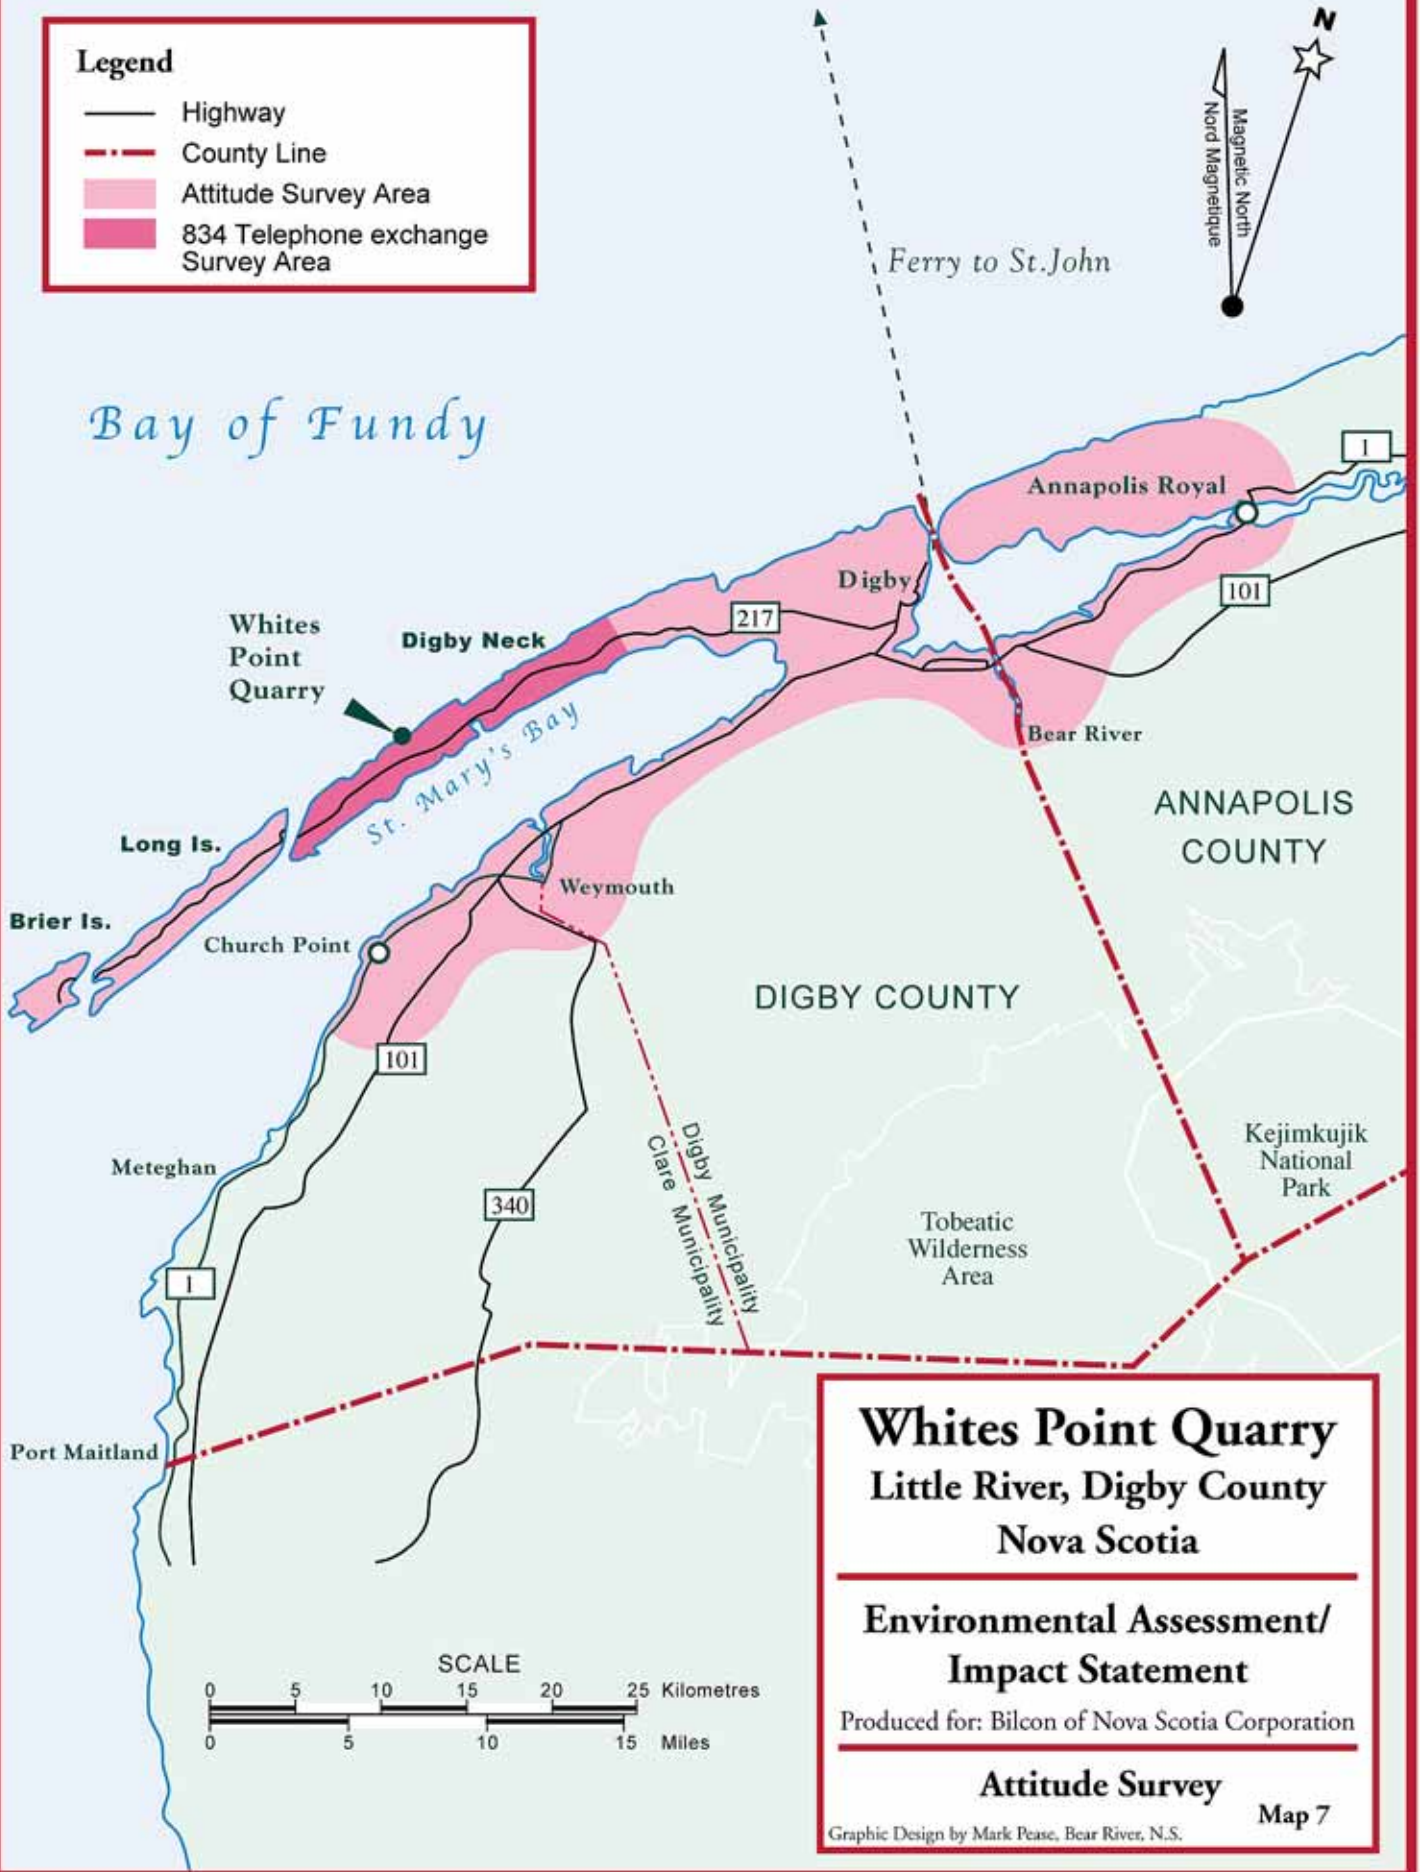 Legend
Highway
County Line
Attitude Survey Area
834 Telephone exchange
Survey Area
N
Magnetic North
Nord Magnetique
Ferry to St.John
Bay of Fundy
1
Annapolis Royal
Digby
101
217
Whites
Point
Quarry
Digby Neck
St. Mary's Bay
Bear River
ANNAPOLIS
COUNTY
Long Is.
Weymouth
Brier Is.
Church Point
DIGBY COUNTY
101
Meteghan
Digby Municipality
Clare Municipality
Kejimkujik
National
Park
340
Tobeatic
Wilderness
Area
1
Port Maitland
Whites Point Quarry
Little River, Digby County
Nova Scotia
Environmental Assessment/
Impact Statement
Produced for: Bilcon of Nova Scotia Corporation
Attitude Survey
Map 7
Graphic Design by Mark Pease, Bear River, N.S.
SCALE
0 5 10 15 20 25 Kilometres
0 5 10 15 Miles